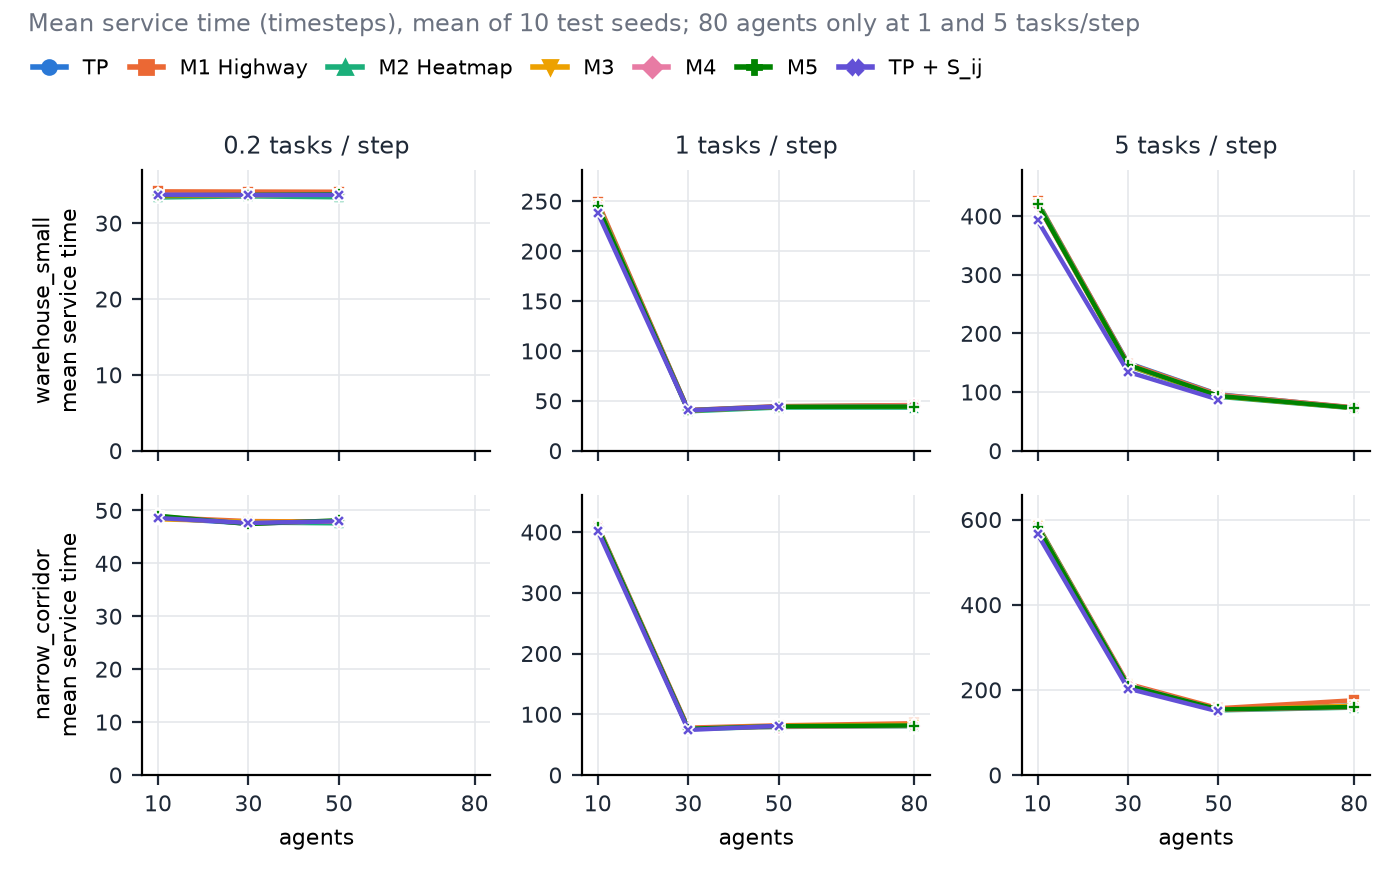 Mean service time (timesteps), mean of 10 test seeds; 80 agents only at 1 and 5 tasks/step
TP M1 Highway M2 Heatmap M3 M4 M5 TP + S_ij
0.2 tasks / step 1 tasks / step 5 tasks / step
warehouse_small
mean service time
30
20
10
0
250
200
150
100
50
0
400
300
200
100
0
narrow_corridor
mean service time
50
40
30
20
10
0
400
300
200
100
0
600
400
200
0
10 30 50 80
10 30 50 80
10 30 50 80
agents agents agents